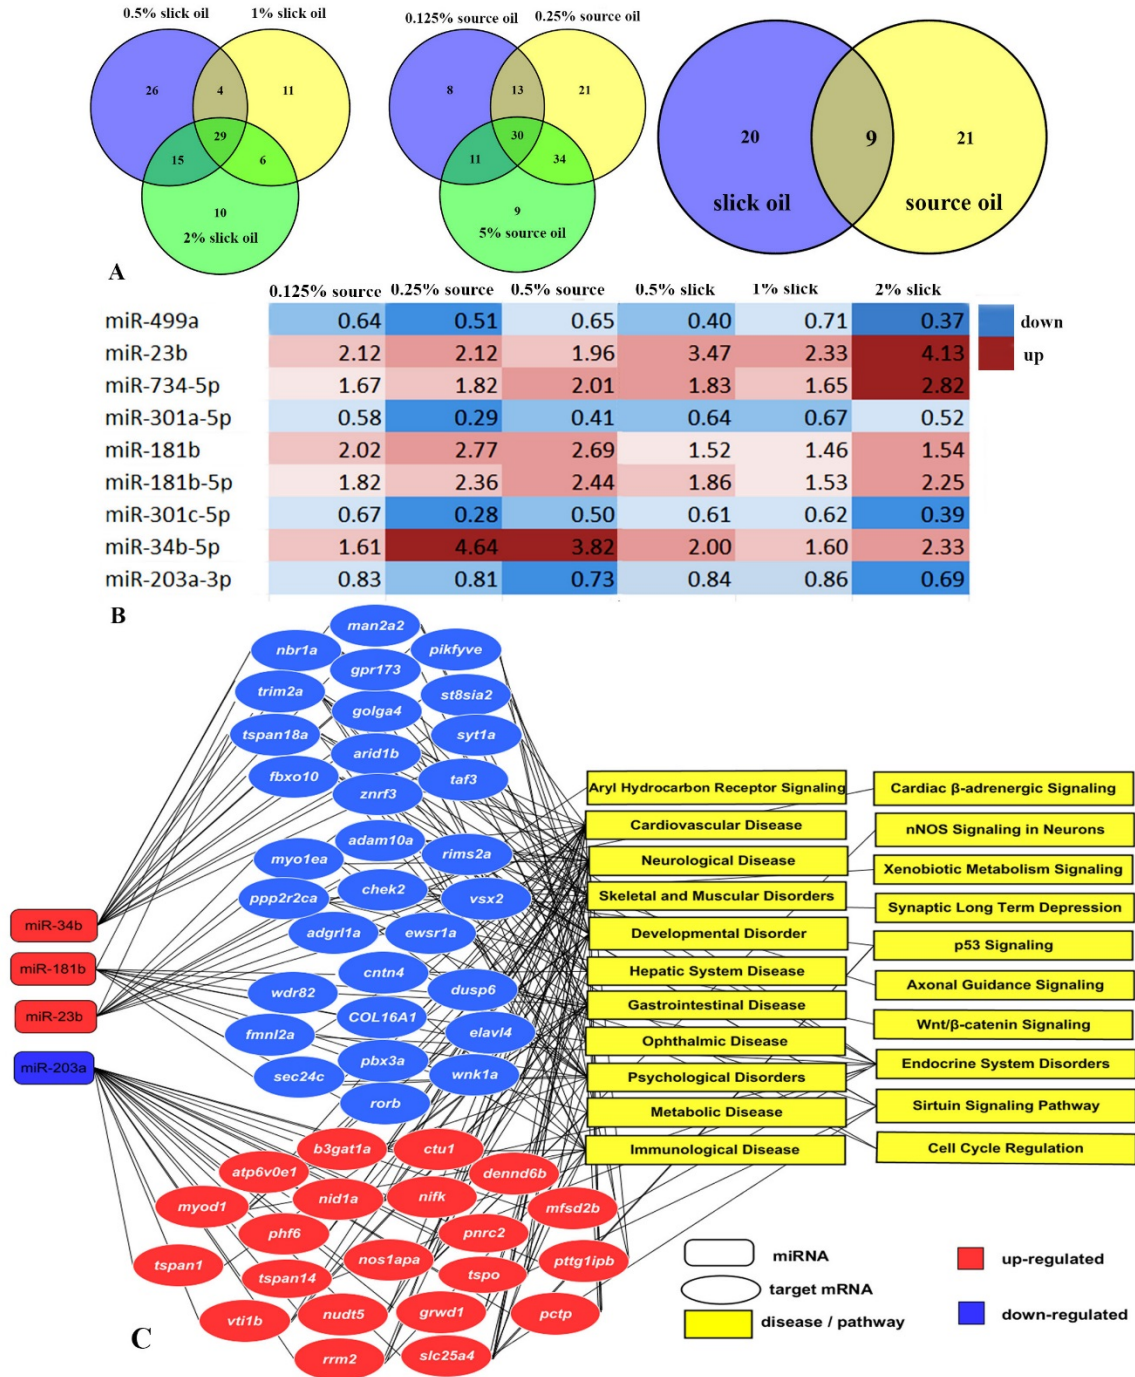 0.5% slick oil
1% slick oil
26
4
11
29
15
6
10
2% slick oil
0.125% source oil
0.25% source oil
8
13
21
30
11
34
9
5% source oil
20
9
21
slick oil
source oil
A
0.125% source 0.25% source 0.5% source 0.5% slick 1% slick 2% slick
miR-499a 0.64 0.51 0.65 0.40 0.71 0.37
miR-23b 2.12 2.12 1.96 3.47 2.33 4.13
miR-734-5p 1.67 1.82 2.01 1.83 1.65 2.82
miR-301a-5p 0.58 0.29 0.41 0.64 0.67 0.52
miR-181b 2.02 2.77 2.69 1.52 1.46 1.54
miR-181b-5p 1.82 2.36 2.44 1.86 1.53 2.25
miR-301c-5p 0.67 0.28 0.50 0.61 0.62 0.39
miR-34b-5p 1.61 4.64 3.82 2.00 1.60 2.33
miR-203a-3p 0.83 0.81 0.73 0.84 0.86 0.69
down
up
B
miR-34b
miR-181b
miR-23b
miR-203a
man2a2
nbr1a
pikfyve
gpr173
trim2a
st8sia2
golga4
tspan18a
syt1a
arid1b
fbxo10
taf3
znrf3
adam10a
myo1ea
rims2a
chek2
ppp2r2ca
vsx2
adgrl1a
ewsr1a
cntn4
wdr82
dusp6
COL16A1
fmnl2a
elavl4
pbx3a
sec24c
wnk1a
rorb
b3gat1a
ctu1
atp6v0e1
dennd6b
myod1
nid1a
nifk
mfsd2b
phf6
pnrc2
tspan1
nos1apa
pttg1ipb
tspan14
tspo
vti1b
nudt5
grwd1
pctp
rrm2
slc25a4
Aryl Hydrocarbon Receptor Signaling
Cardiovascular Disease
Neurological Disease
Skeletal and Muscular Disorders
Developmental Disorder
Hepatic System Disease
Gastrointestinal Disease
Ophthalmic Disease
Psychological Disorders
Metabolic Disease
Immunological Disease
Cardiac β-adrenergic Signaling
nNOS Signaling in Neurons
Xenobiotic Metabolism Signaling
Synaptic Long Term Depression
p53 Signaling
Axonal Guidance Signaling
Wnt/β-catenin Signaling
Endocrine System Disorders
Sirtuin Signaling Pathway
Cell Cycle Regulation
miRNA
target mRNA
disease / pathway
up-regulated
down-regulated
C